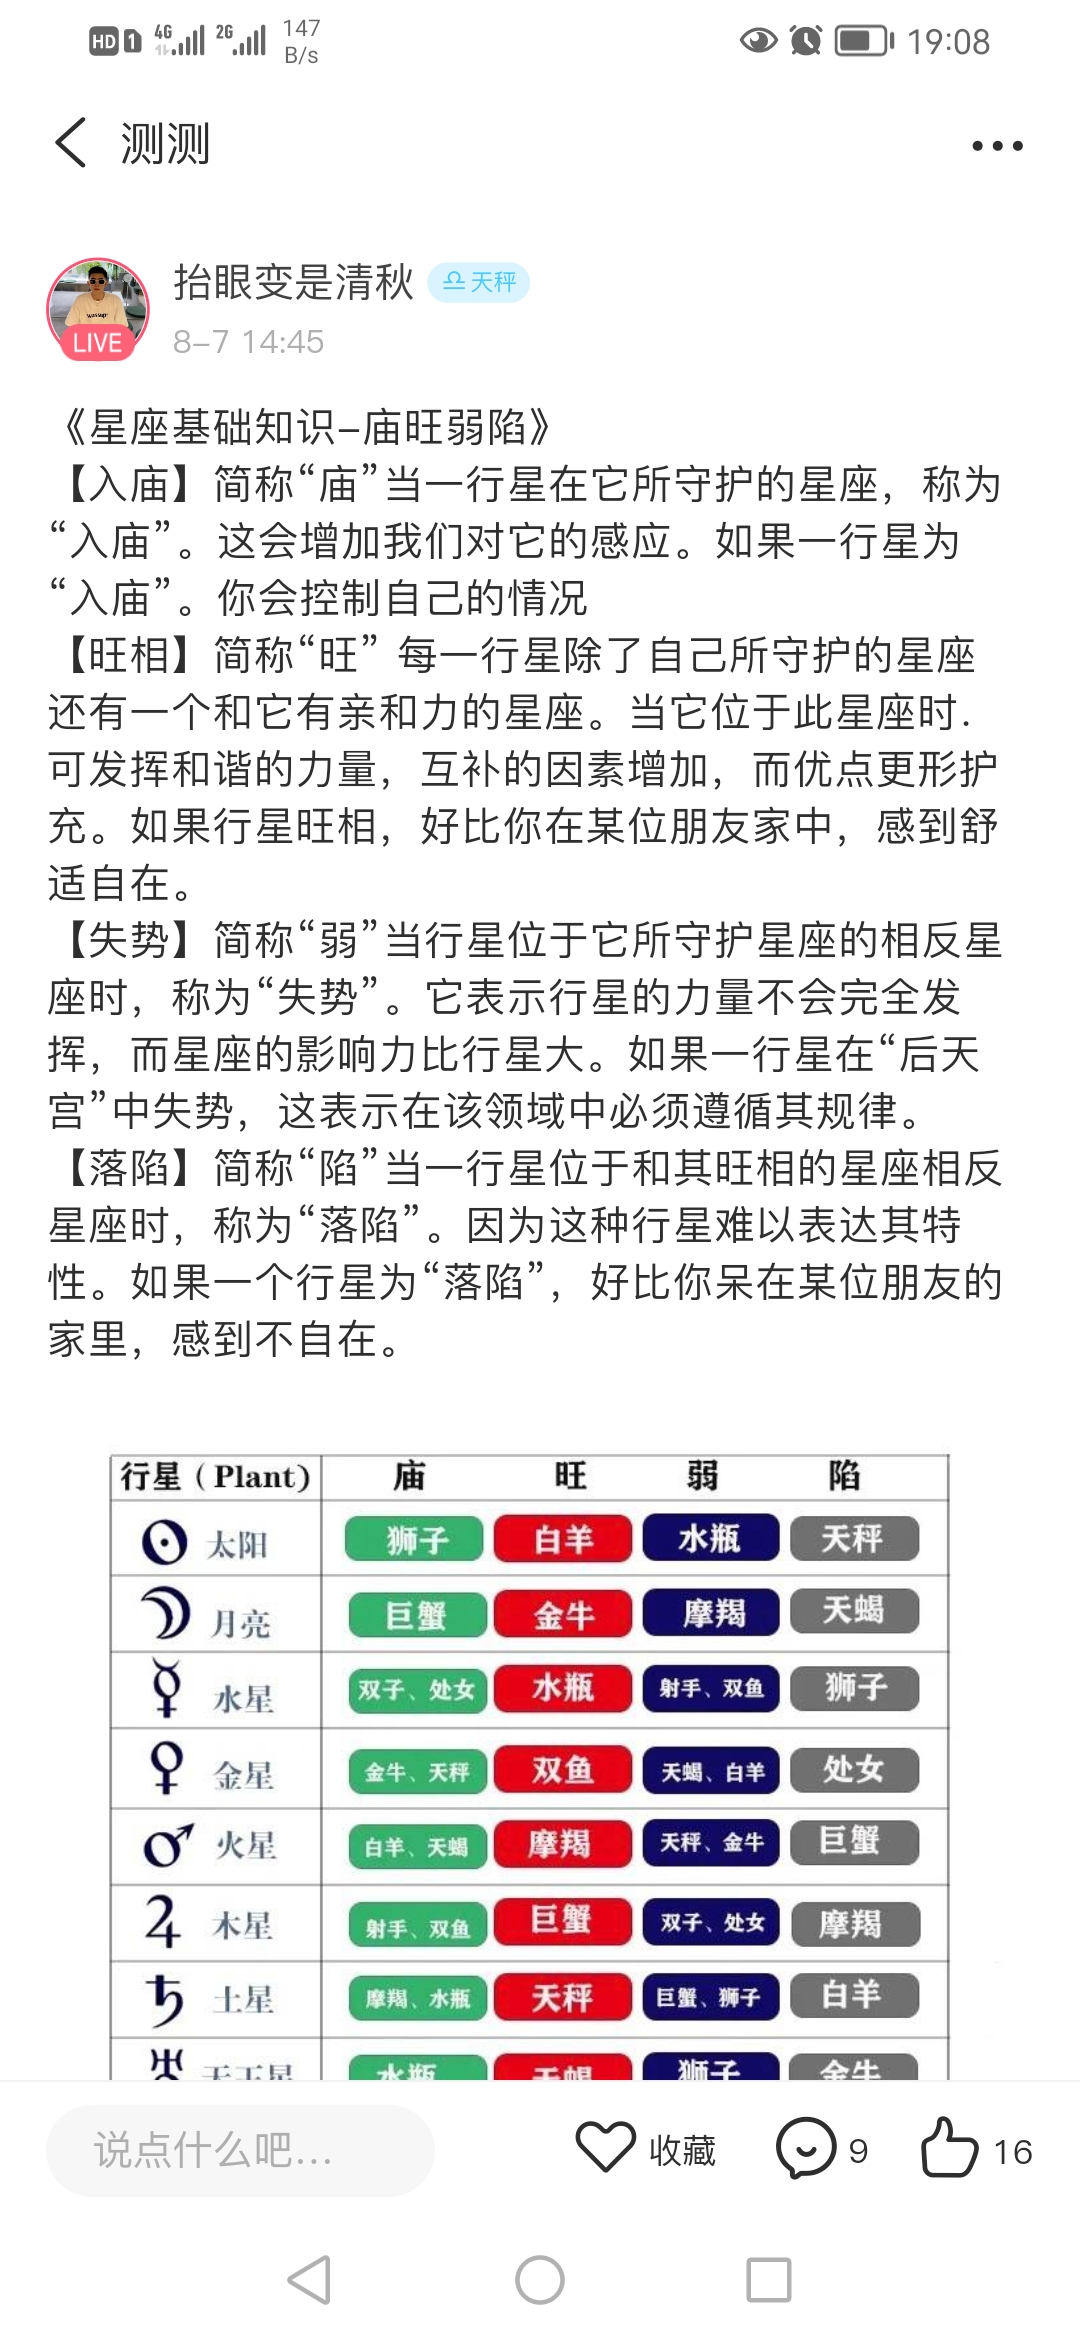 HD 1 4G 2G 147 B/s 19:08
测测
抬眼变是清秋 天秤
LIVE 8-7 14:45
《星座基础知识-庙旺弱陷》
【入庙】简称“庙”当一行星在它所守护的星座，称为
“入庙”。这会增加我们对它的感应。如果一行星为
“入庙”。你会控制自己的情况
【旺相】简称“旺” 每一行星除了自己所守护的星座
还有一个和它有亲和力的星座。当它位于此星座时.
可发挥和谐的力量，互补的因素增加，而优点更形护
充。如果行星旺相，好比你在某位朋友家中，感到舒
适自在。
【失势】简称“弱”当行星位于它所守护星座的相反星
座时，称为“失势”。它表示行星的力量不会完全发
挥，而星座的影响力比行星大。如果一行星在“后天
宫”中失势，这表示在该领域中必须遵循其规律。
【落陷】简称“陷”当一行星位于和其旺相的星座相反
星座时，称为“落陷”。因为这种行星难以表达其特
性。如果一个行星为“落陷”，好比你呆在某位朋友的
家里，感到不自在。
行星（Plant） 庙 旺 弱 陷
太阳 狮子 白羊 水瓶 天秤
月亮 巨蟹 金牛 摩羯 天蝎
水星 双子、处女 水瓶 射手、双鱼 狮子
金星 金牛、天秤 双鱼 天蝎、白羊 处女
火星 白羊、天蝎 摩羯 天秤、金牛 巨蟹
木星 射手、双鱼 巨蟹 双子、处女 摩羯
土星 摩羯、水瓶 天秤 巨蟹、狮子 白羊
天王星 水瓶 天蝎 狮子 金牛
说点什么吧... 收藏 9 16